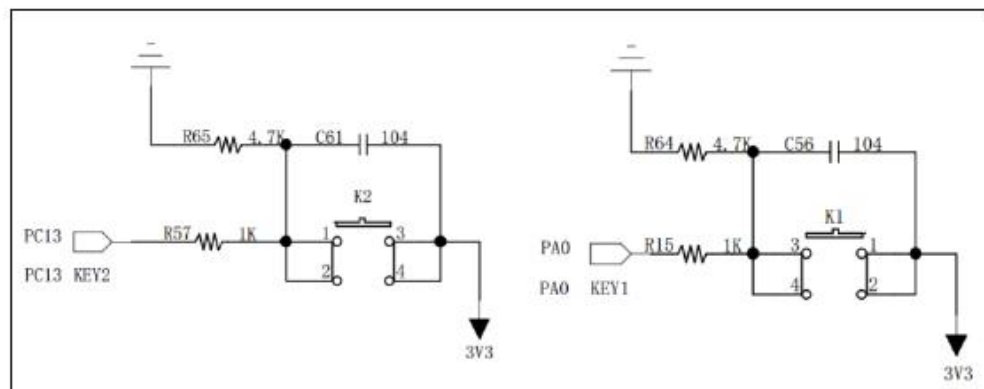 R65 4.7K C61 104
K2
PC13 R57 1K 1 3
PC13 KEY2 2 4
3V3
R64 4.7K C56 104
K1
PA0 R15 1K 3 1
PA0 KEY1 4 2
3V3